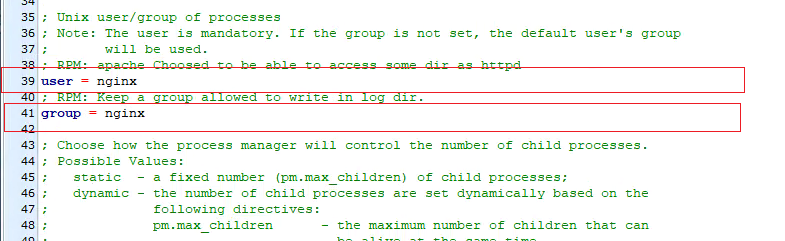 34 ;
35 ; Unix user/group of processes
36 ; Note: The user is mandatory. If the group is not set, the default user's group
37 ;       will be used.
38 ; RPM: apache Choosed to be able to access some dir as httpd
39 user = nginx
40 ; RPM: Keep a group allowed to write in log dir.
41 group = nginx
42
43 ; Choose how the process manager will control the number of child processes.
44 ; Possible Values:
45 ;   static  - a fixed number (pm.max_children) of child processes;
46 ;   dynamic - the number of child processes are set dynamically based on the
47 ;             following directives:
48 ;             pm.max_children      - the maximum number of children that can
49 ;                                    be alive at the same time